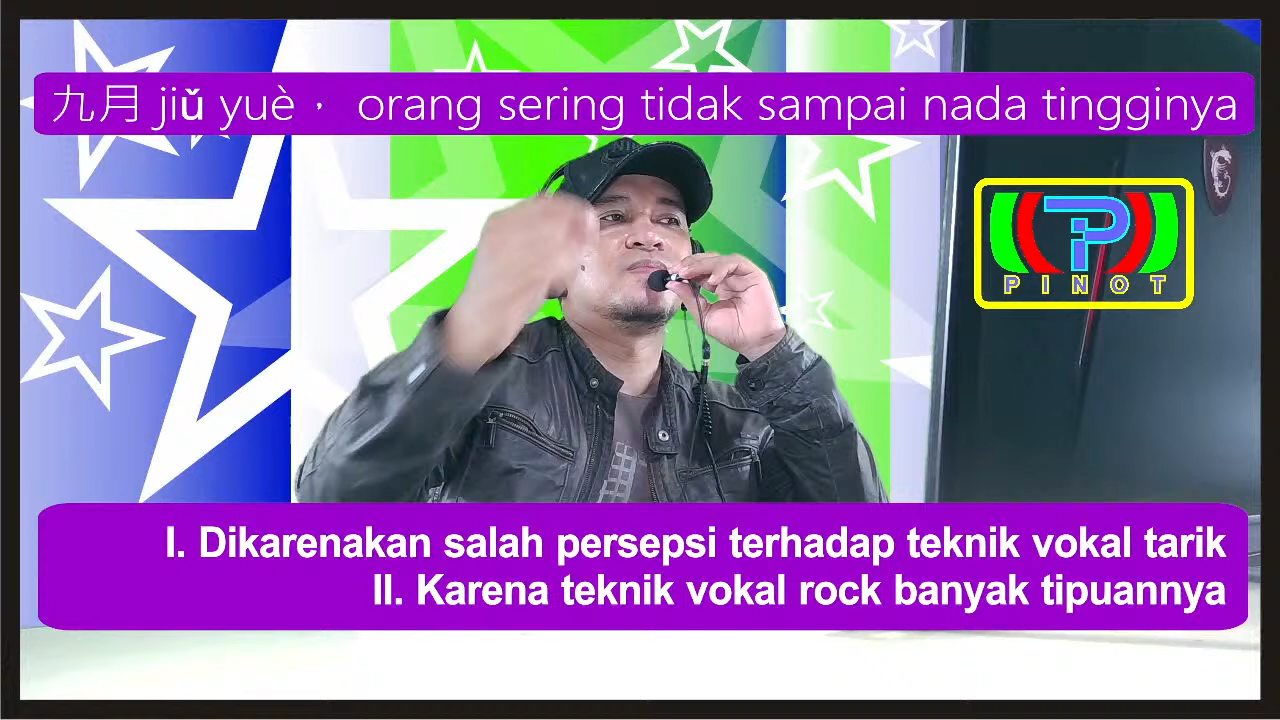 九月 jiǔ yuè， orang sering tidak sampai nada tingginya
PINOT
I. Dikarenakan salah persepsi terhadap teknik vokal tarik
II. Karena teknik vokal rock banyak tipuannya